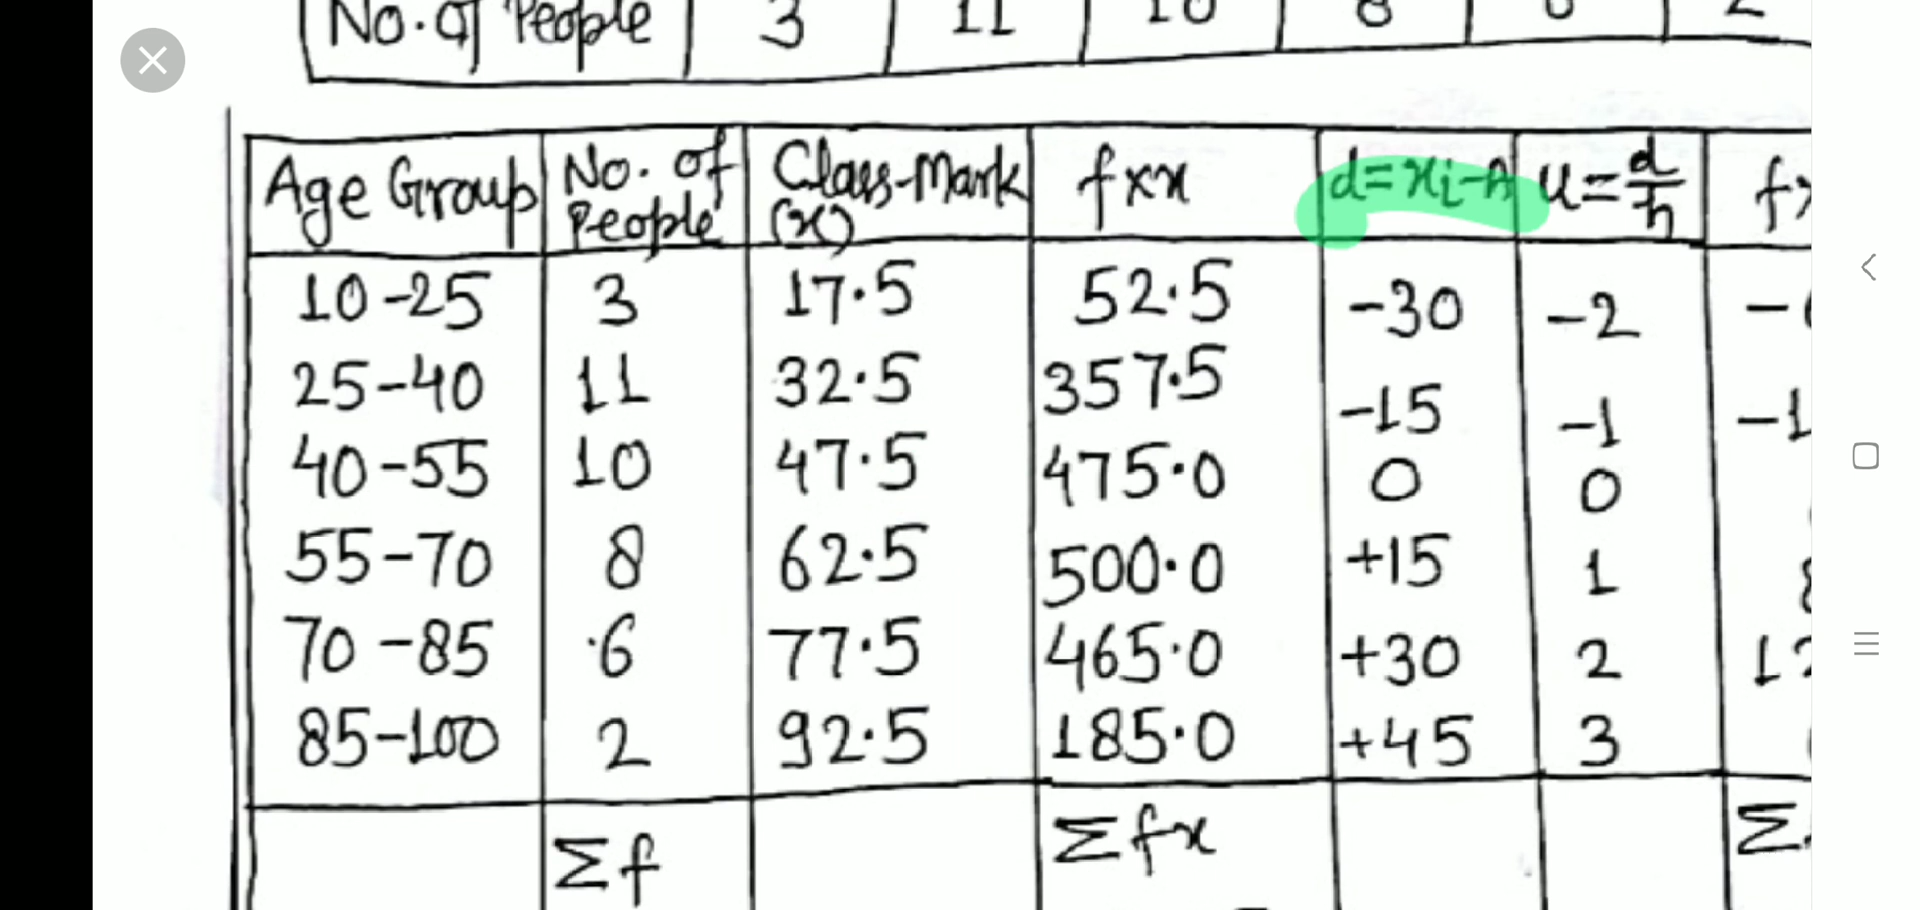 No. of People 3 11 10 8 6 2
Age Group No. of People Class-Mark (x) f×x d=xi-A u=d/h f×
10-25 3 17.5 52.5 -30 -2
25-40 11 32.5 357.5 -15 -1
40-55 10 47.5 475.0 0 0
55-70 8 62.5 500.0 +15 1
70-85 6 77.5 465.0 +30 2 12
85-100 2 92.5 185.0 +45 3
Σf Σfx Σ